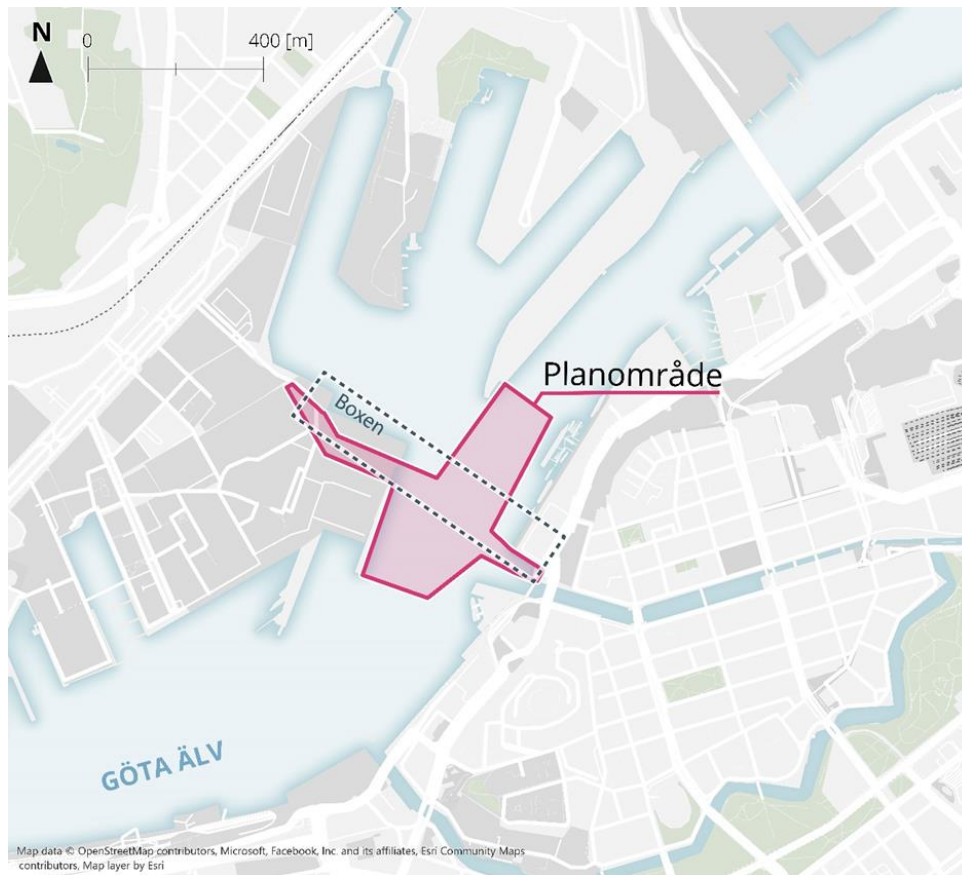 N
0 400 [m]
Planområde
Boxen
GÖTA ÄLV
Map data © OpenStreetMap contributors, Microsoft, Facebook, Inc. and its affiliates, Esri Community Maps
contributors, Map layer by Esri